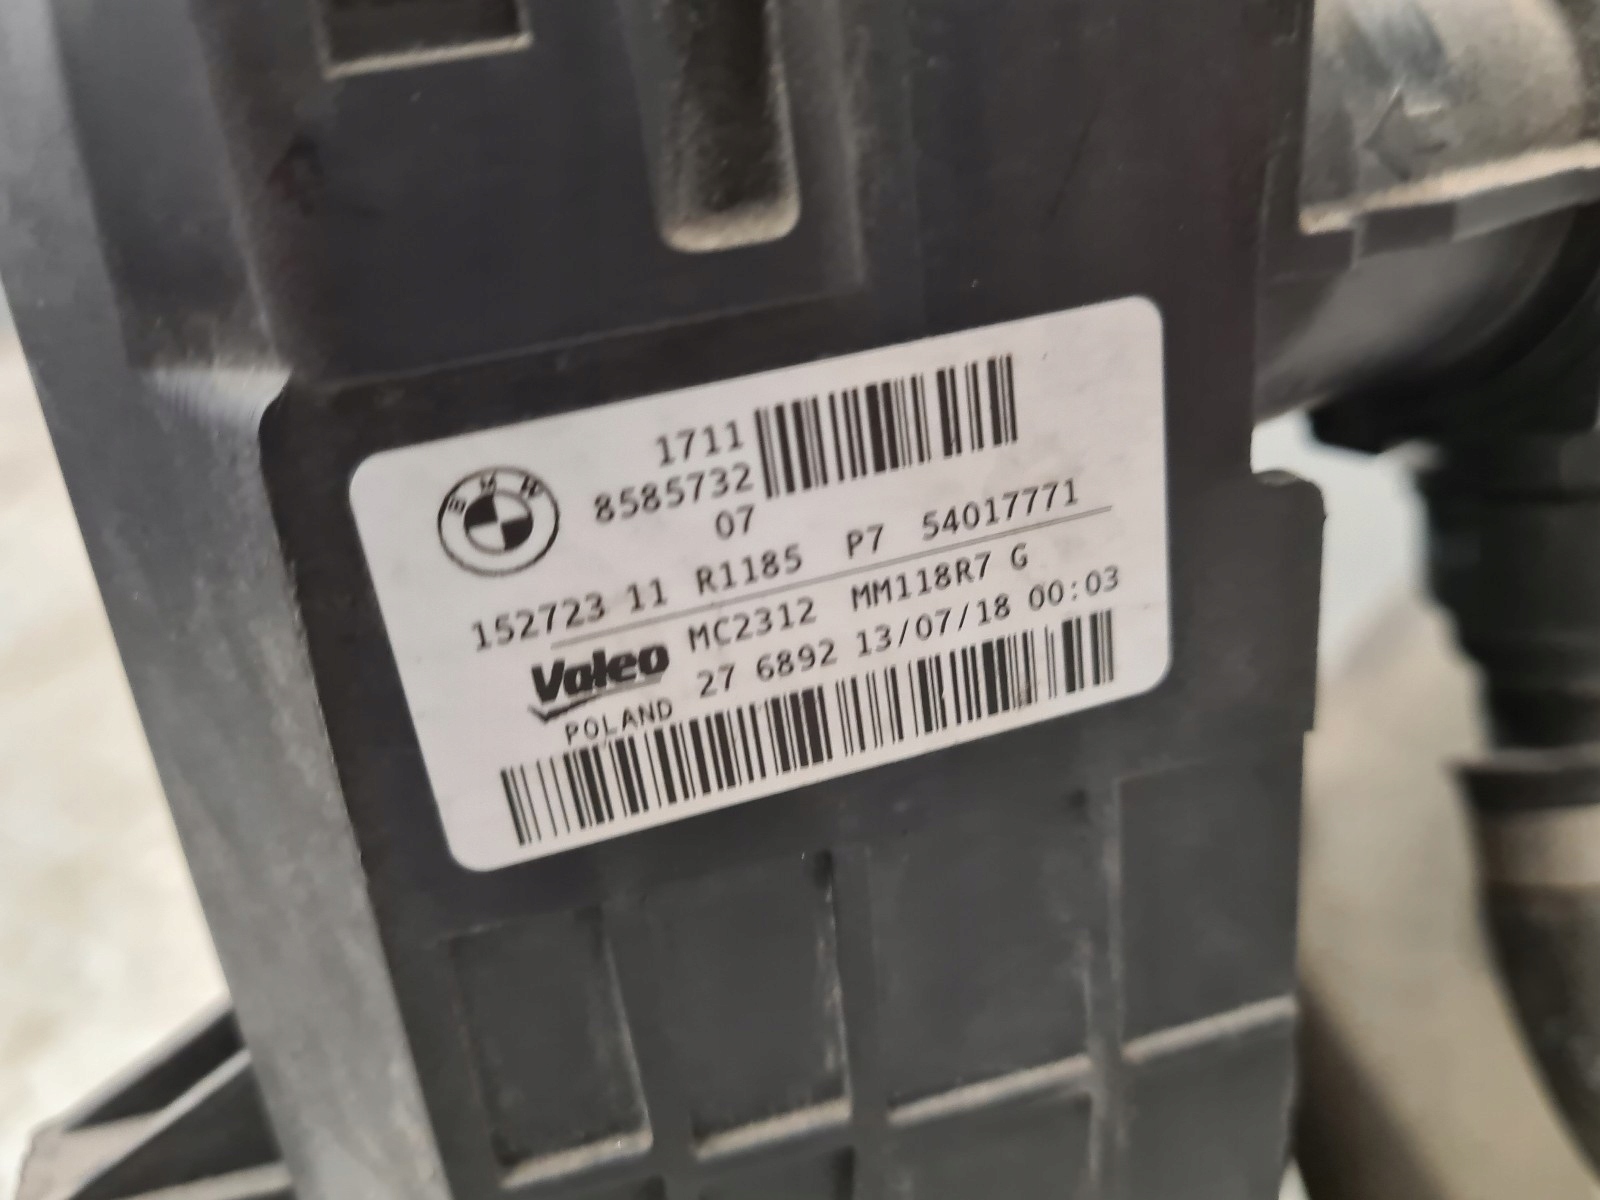 BMW
1711
8585732
07
152723 11 R1185 P7 54017771
Valeo MC2312 MM118R7 G
POLAND 27 6892 13/07/18 00:03